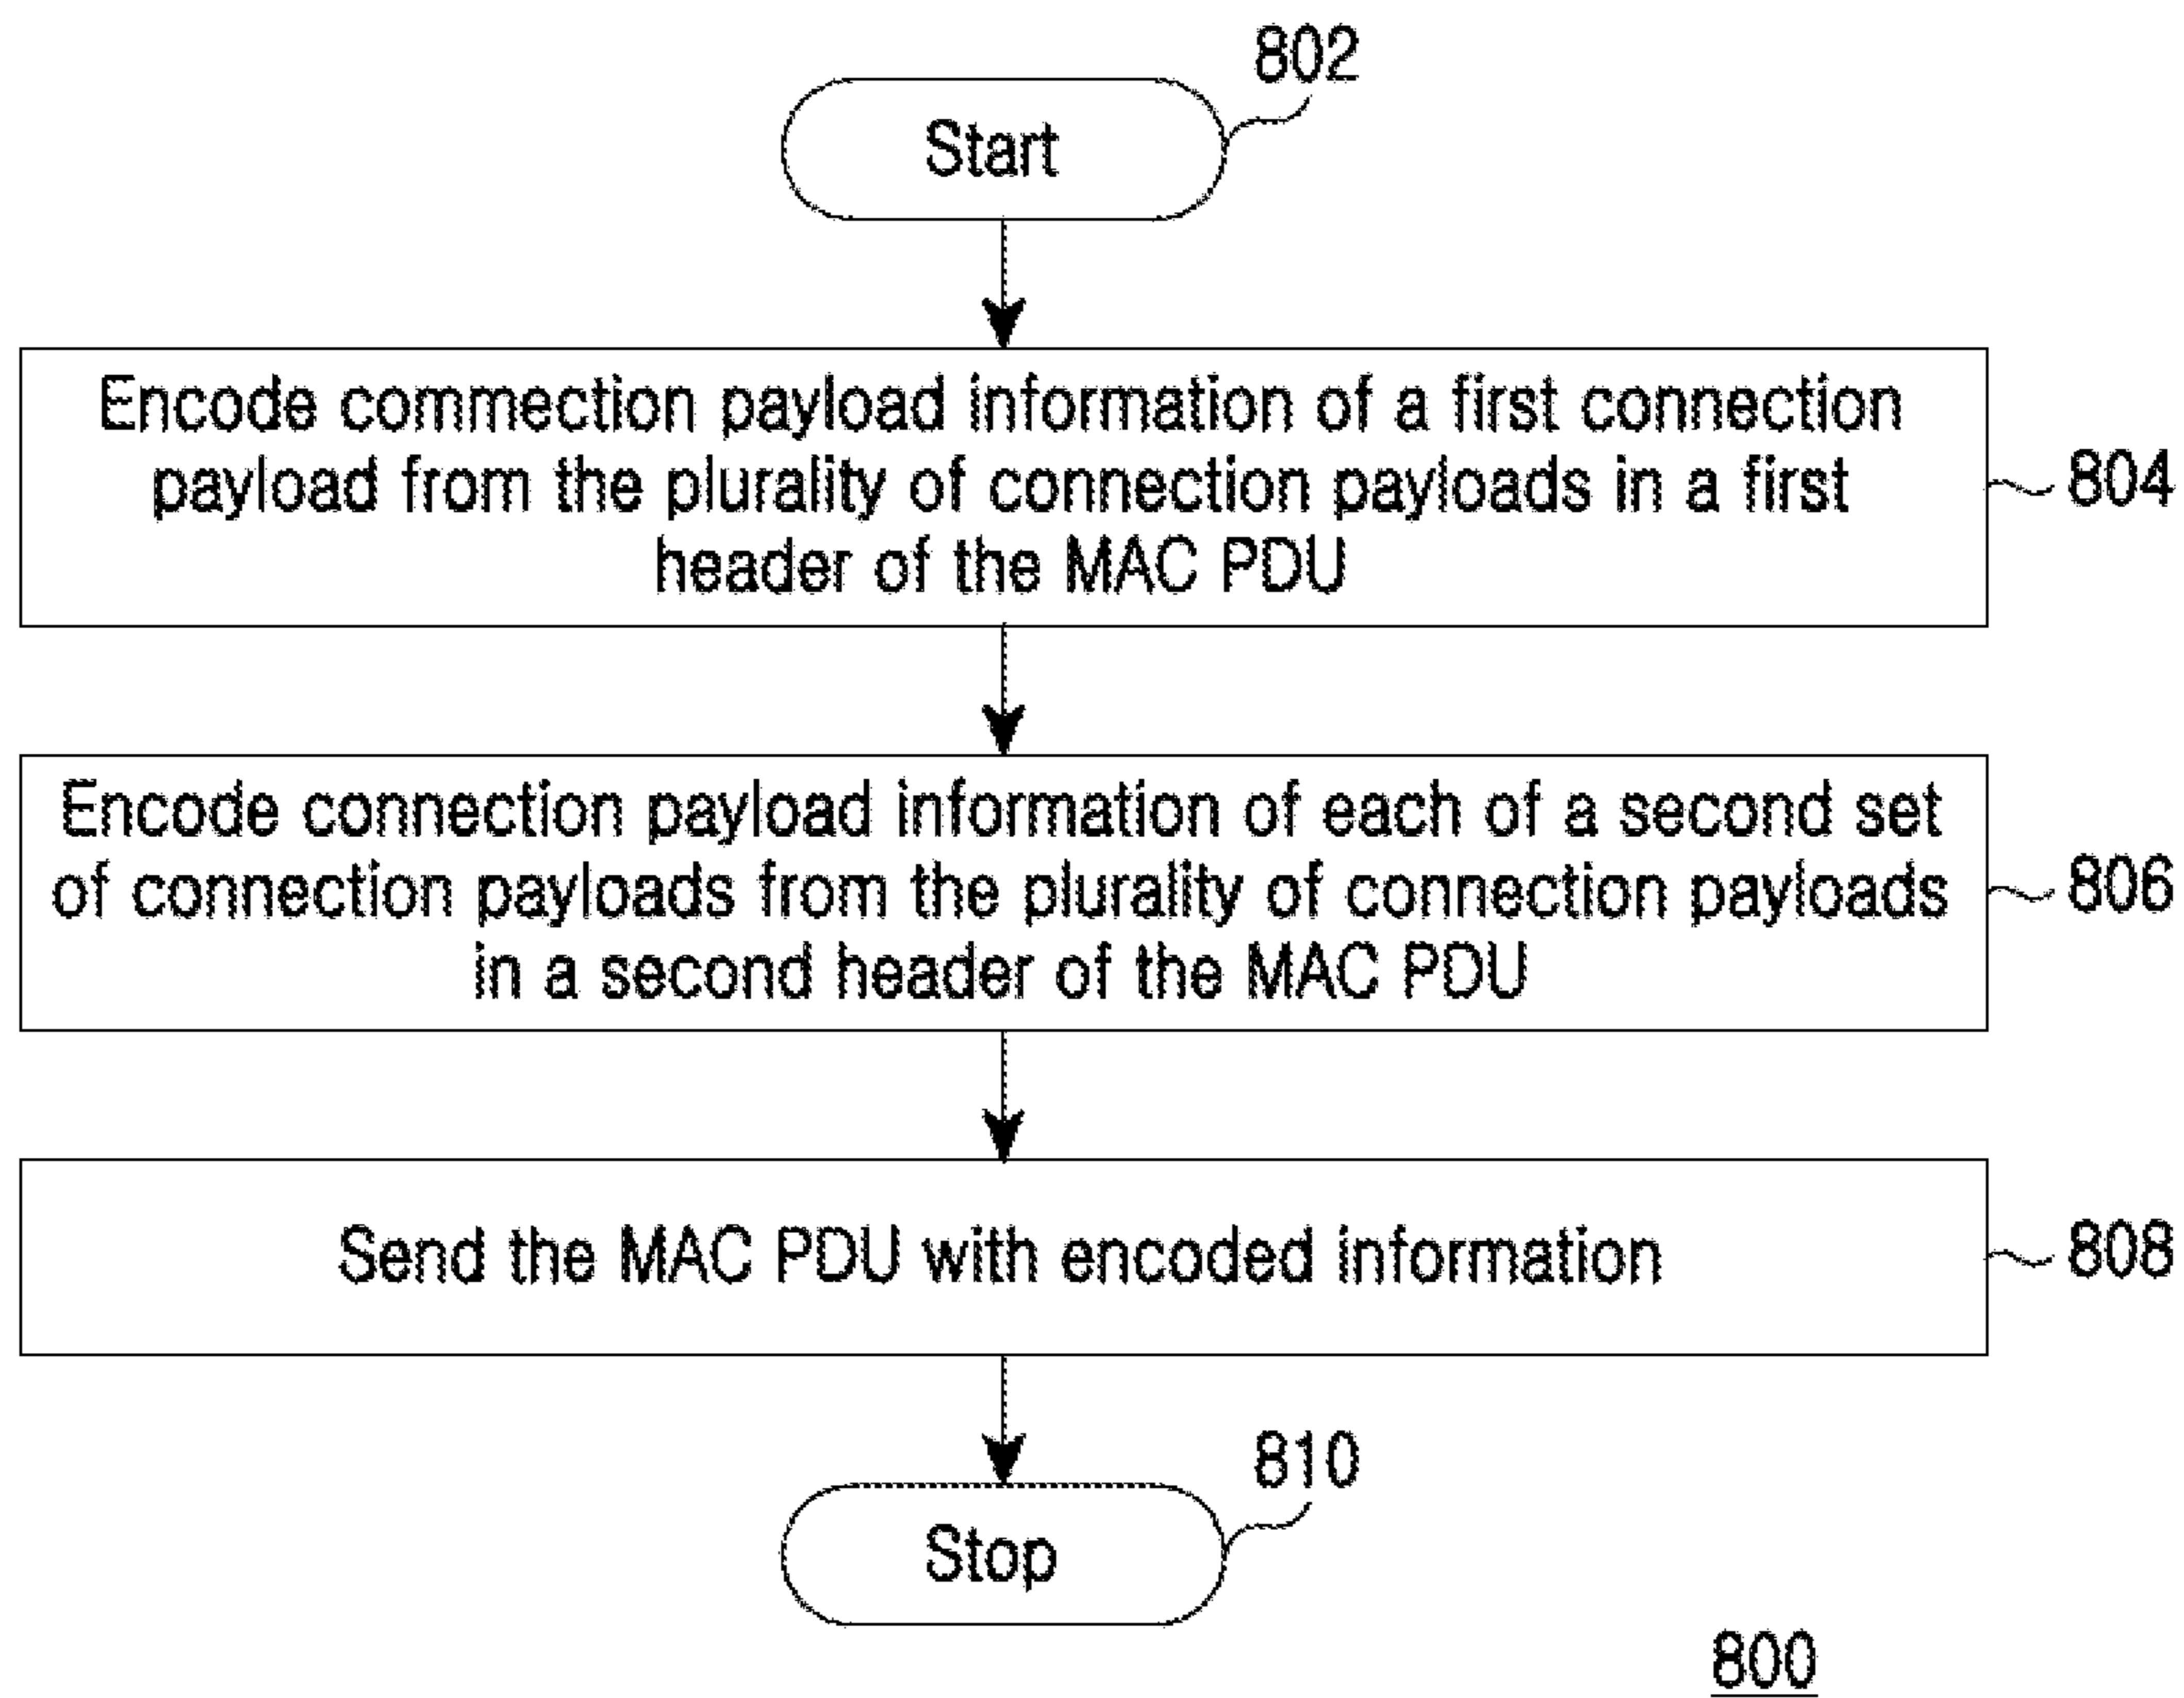 802
Start
Encode commection payload information of a first connection
payload from the plurality of connection payloads in a first
header of the MAC PDU
804
Encode connection payload information of each of a second set
of connection payloads from the plurality of connection payloads
in a second header of the MAC PDU
806
Send the MAC PDU with encoded information
808
810
Stop
800